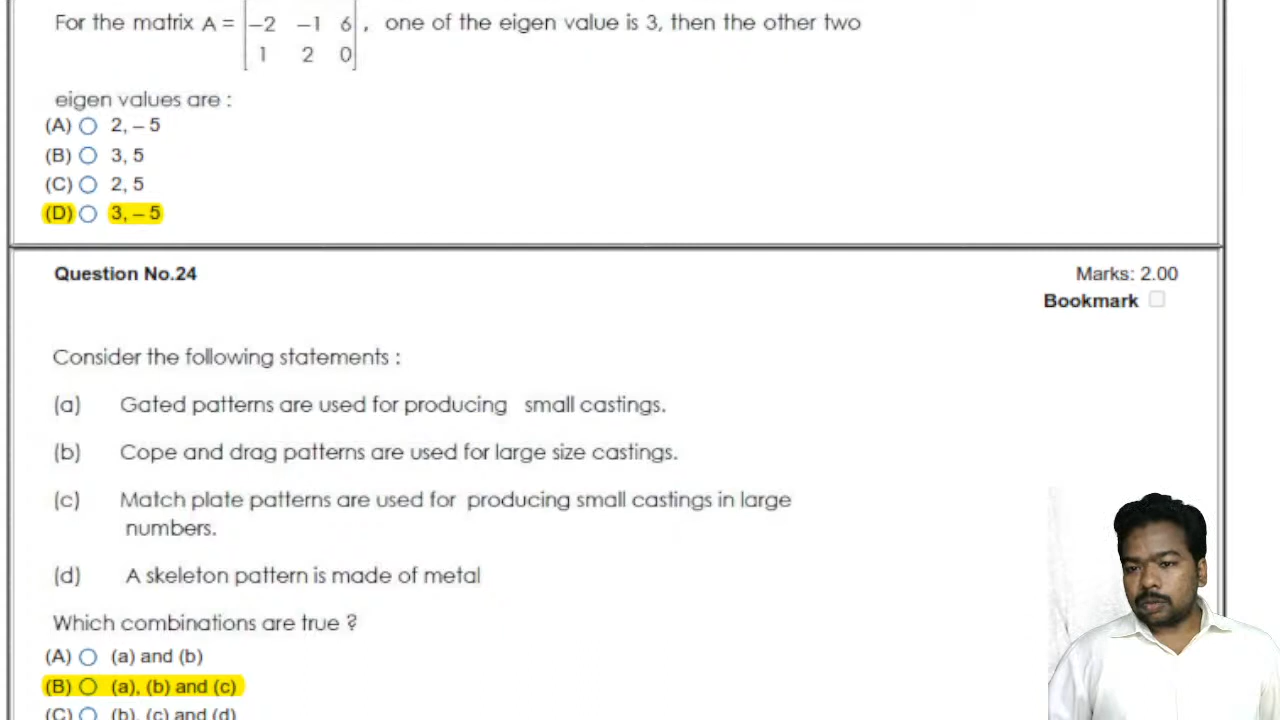 For the matrix A = [−2 −1 6], one of the eigen value is 3, then the other two
1 2 0
eigen values are :
(A) 2, – 5
(B) 3, 5
(C) 2, 5
(D) 3, – 5
Question No.24 Marks: 2.00
Bookmark
Consider the following statements :
(a) Gated patterns are used for producing small castings.
(b) Cope and drag patterns are used for large size castings.
(c) Match plate patterns are used for producing small castings in large
numbers.
(d) A skeleton pattern is made of metal
Which combinations are true ?
(A) (a) and (b)
(B) (a), (b) and (c)
(C) (b), (c) and (d)